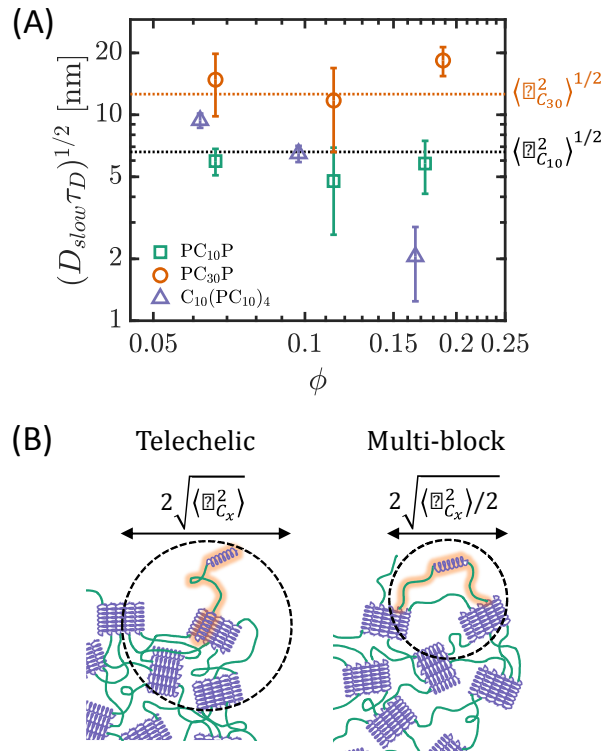 (A)
(D_slow τ_D)^1/2 [nm]
20
10
5
2
1
0.05
0.1
0.15
0.2
0.25
ϕ
PC₁₀P
PC₃₀P
C₁₀(PC₁₀)₄
⟨▯²_C₃₀⟩^1/2
⟨▯²_C₁₀⟩^1/2
(B)
Telechelic
Multi-block
2√⟨▯²_Cₓ⟩
2√⟨▯²_Cₓ⟩/2